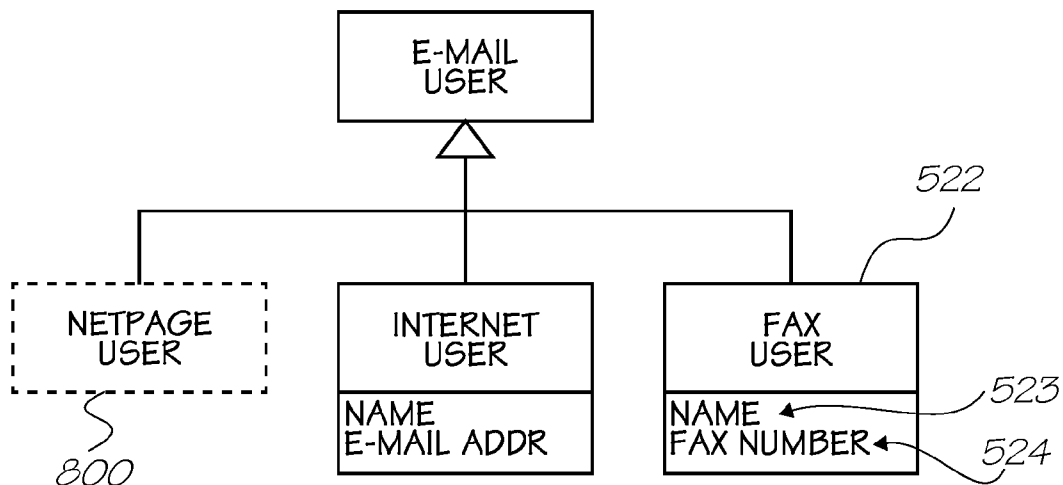 E-MAIL
USER
522
NETPAGE
USER
INTERNET
USER
FAX
USER
NAME
E-MAIL ADDR
NAME
FAX NUMBER
523
524
800